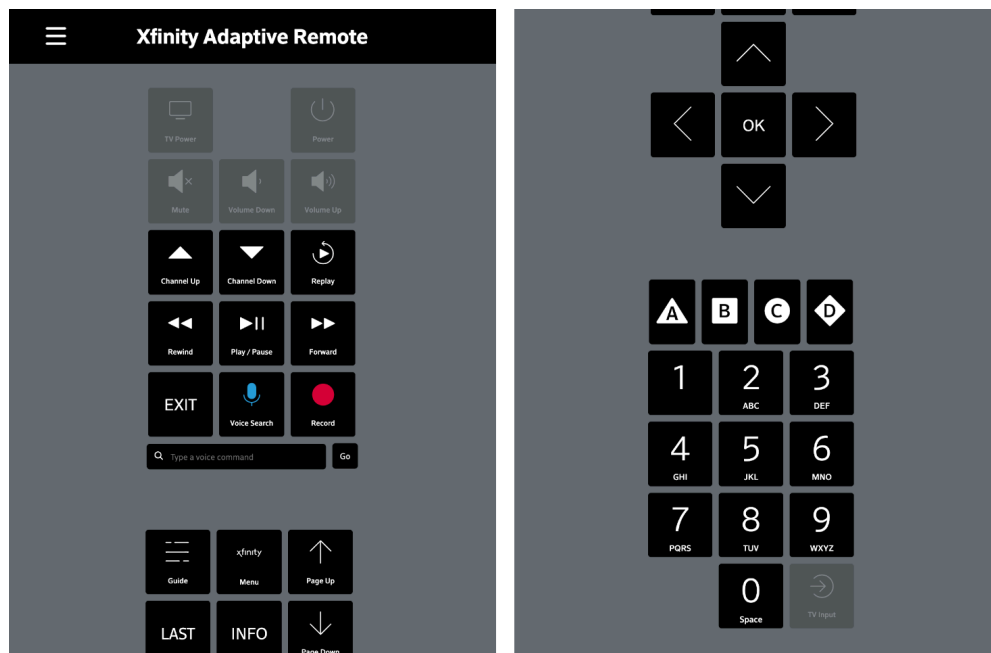 Xfinity Adaptive Remote
TV Power
Power
Mute
Volume Down
Volume Up
Channel Up
Channel Down
Replay
Rewind
Play / Pause
Forward
EXIT
Voice Search
Record
Type a voice command
Go
Guide
xfinity
Menu
Page Up
LAST
INFO
Page Down
OK
A
B
C
D
1
2
ABC
3
DEF
4
GHI
5
JKL
6
MNO
7
PQRS
8
TUV
9
WXYZ
0
Space
TV Input